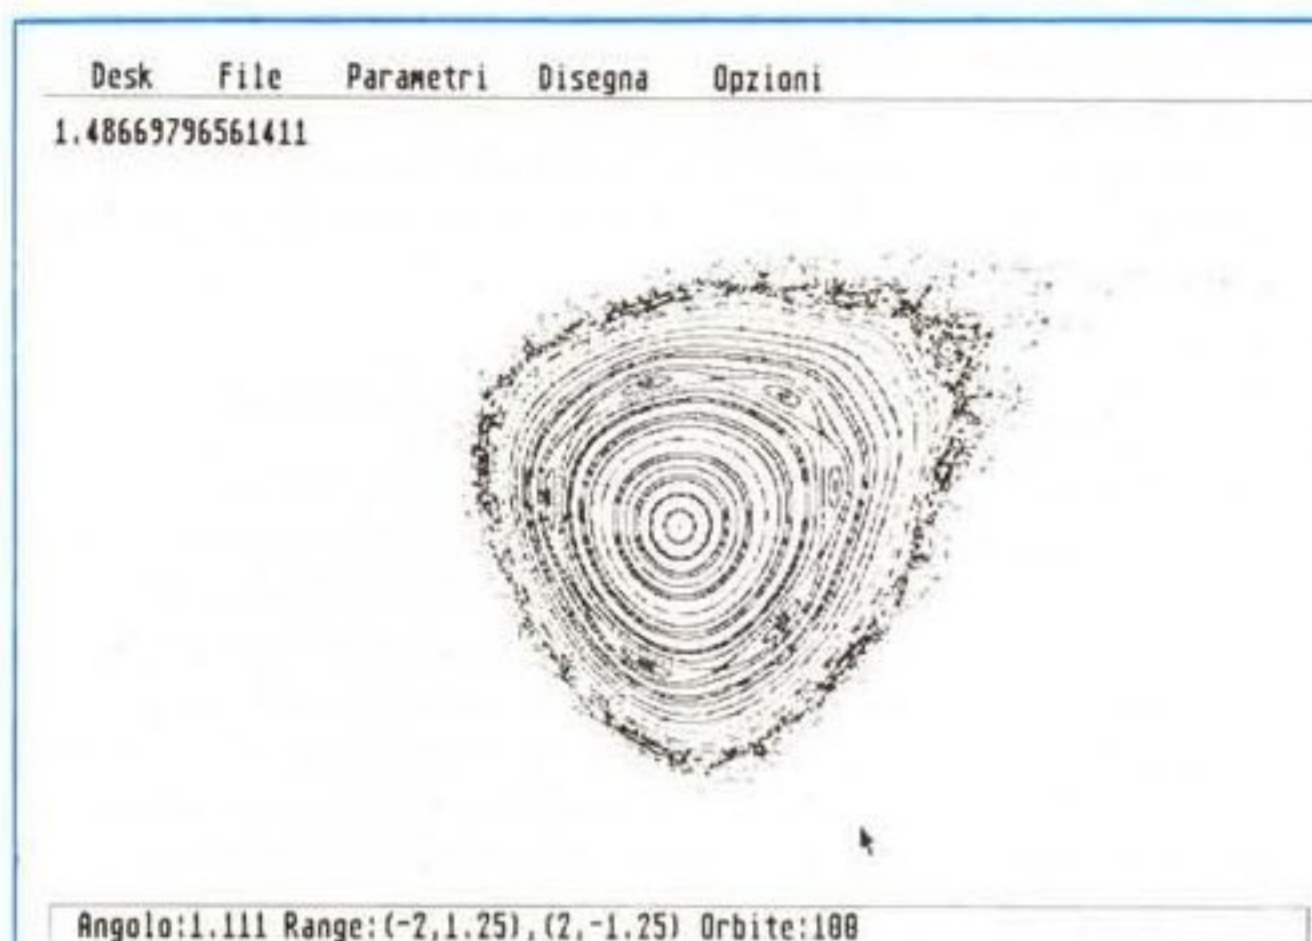 Desk File Parametri Disegna Opzioni
1.48669796561411
Angolo:1.111 Range:(-2,1.25),(2,-1.25) Orbite:100